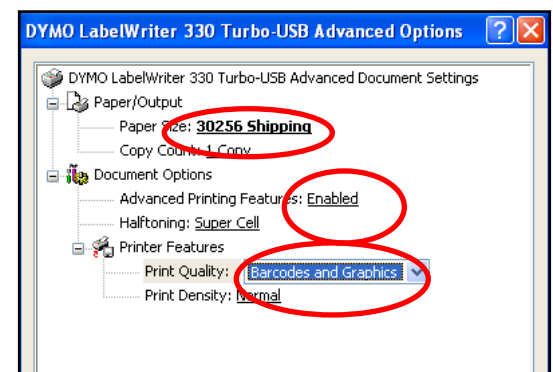 DYMO LabelWriter 330 Turbo-USB Advanced Options
DYMO LabelWriter 330 Turbo-USB Advanced Document Settings
Paper/Output
Paper Size: 30256 Shipping
Copy Count: 1 Copy
Document Options
Advanced Printing Features: Enabled
Halftoning: Super Cell
Printer Features
Print Quality: Barcodes and Graphics
Print Density: Normal